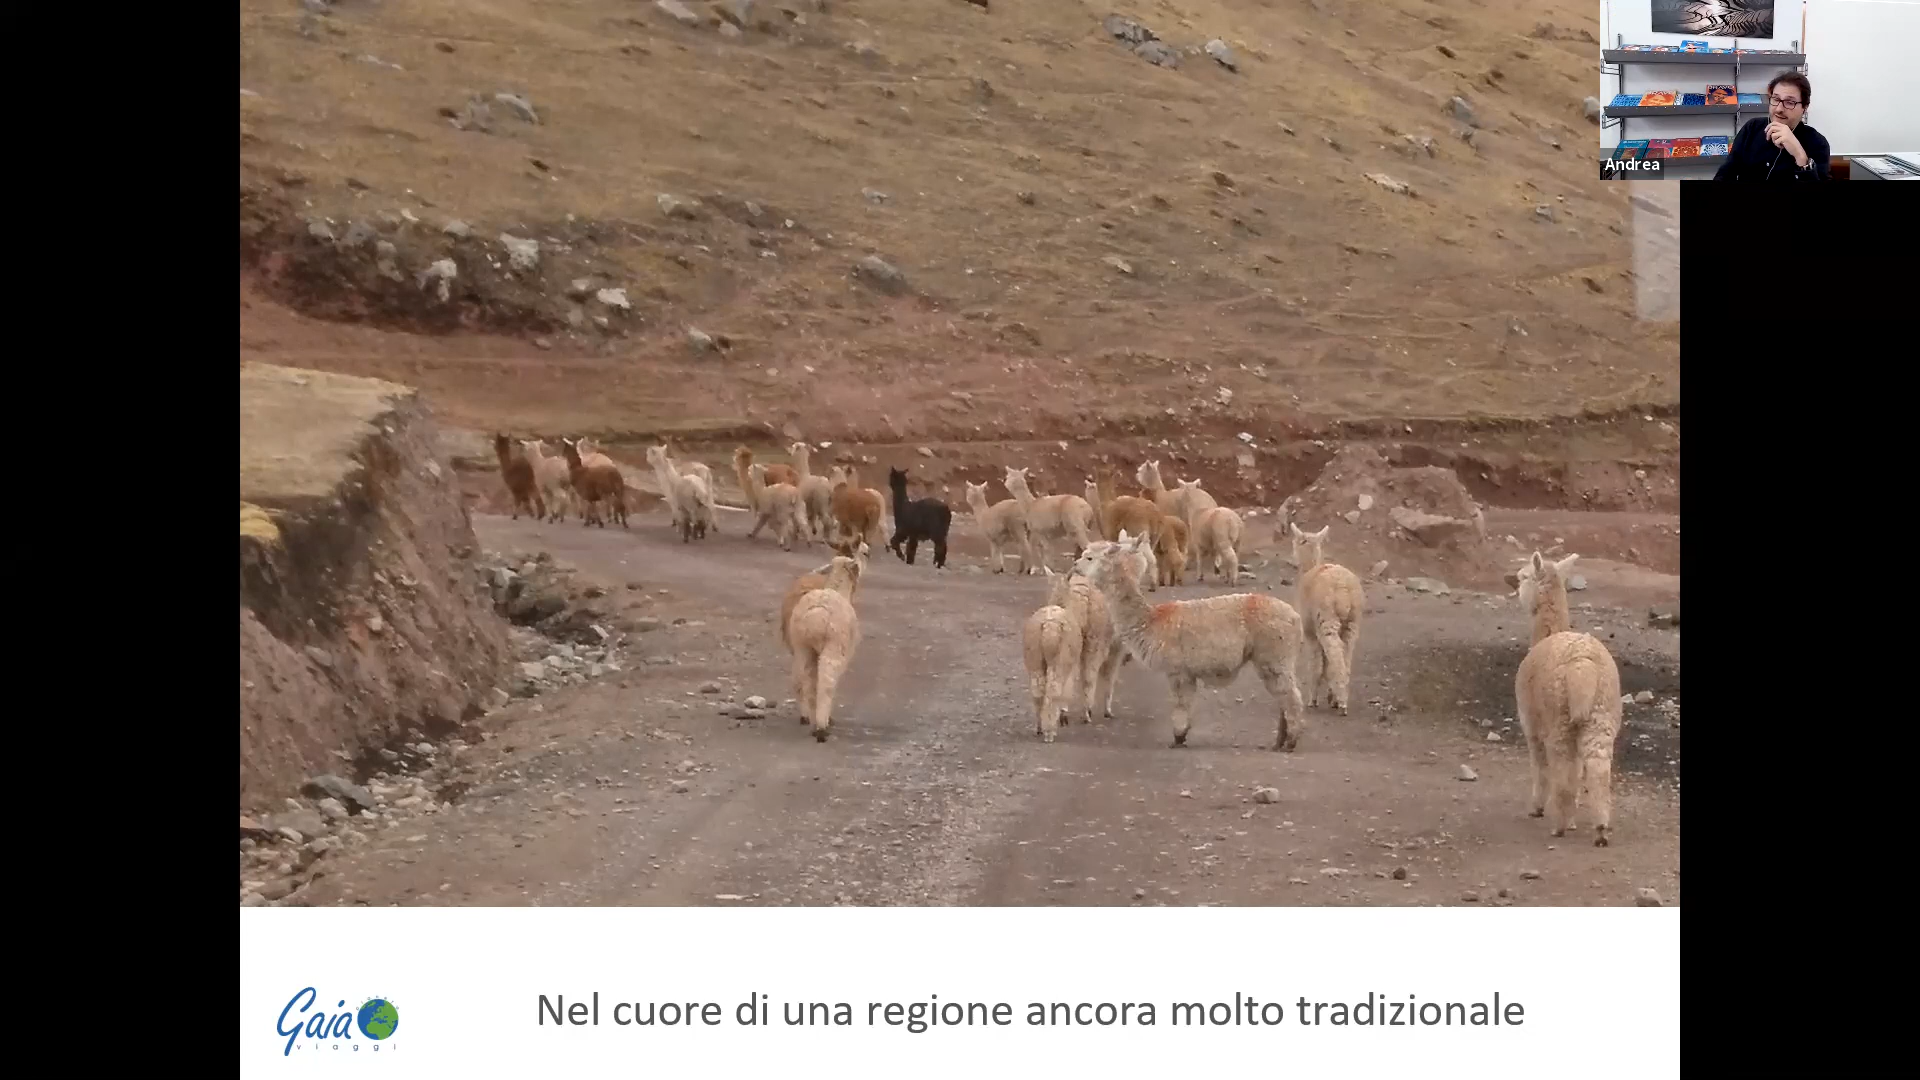 Andrea
Nel cuore di una regione ancora molto tradizionale
Gaia
viaggi